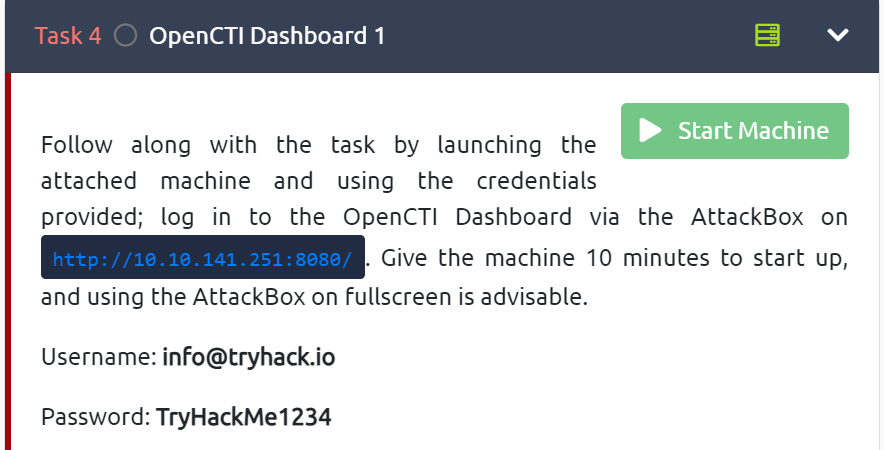 Task 4 OpenCTI Dashboard 1
Start Machine
Follow along with the task by launching the
attached machine and using the credentials
provided; log in to the OpenCTI Dashboard via the AttackBox on
http://10.10.141.251:8080/ . Give the machine 10 minutes to start up,
and using the AttackBox on fullscreen is advisable.
Username: info@tryhack.io
Password: TryHackMe1234